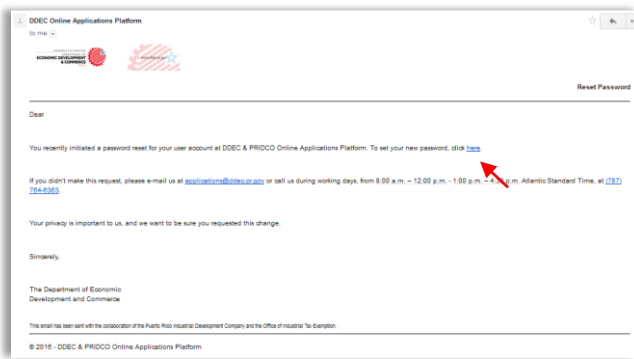 DDEC Online Applications Platform
to me
ECONOMIC DEVELOPMENT
& COMMERCE
Reset Password
Dear
You recently initiated a password reset for your user account at DDEC & PRIDCO Online Applications Platform. To set your new password, click here.
If you didn't make this request, please e-mail us at applications@ddec.pr.gov or call us during working days, from 8:00 a.m. – 12:00 p.m. - 1:00 p.m. – 4:30 p.m. Atlantic Standard Time, at (787)
764-6363.
Your privacy is important to us, and we want to be sure you requested this change.
Sincerely,
The Department of Economic
Development and Commerce
This email has been sent with the collaboration of the Puerto Rico Industrial Development Company and the Office of Industrial Tax Exemption.
© 2016 - DDEC & PRIDCO Online Applications Platform